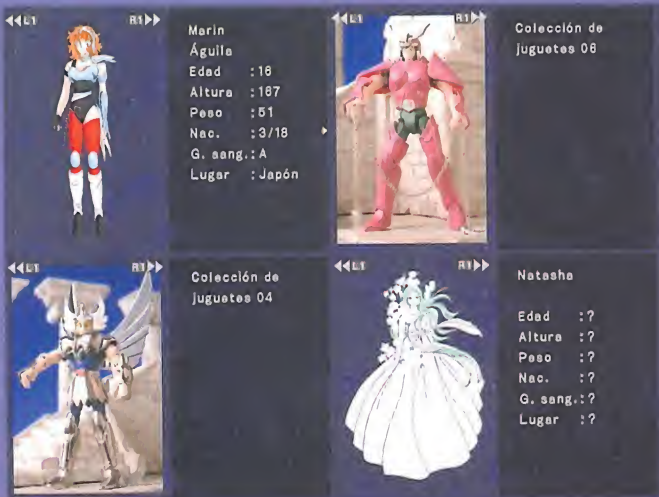 ◀◀L1 R1▶▶
Marin
Águila
Edad :16
Altura :167
Peso :51
Nac. :3/18
G. sang.:A
Lugar :Japón
◀◀L1 R1▶▶
Colección de
juguetes 06
◀◀L1 R1▶▶
Colección de
juguetes 04
◀◀L1 R1▶▶
Natasha
Edad :?
Altura :?
Peso :?
Nac. :?
G. sang.:?
Lugar :?